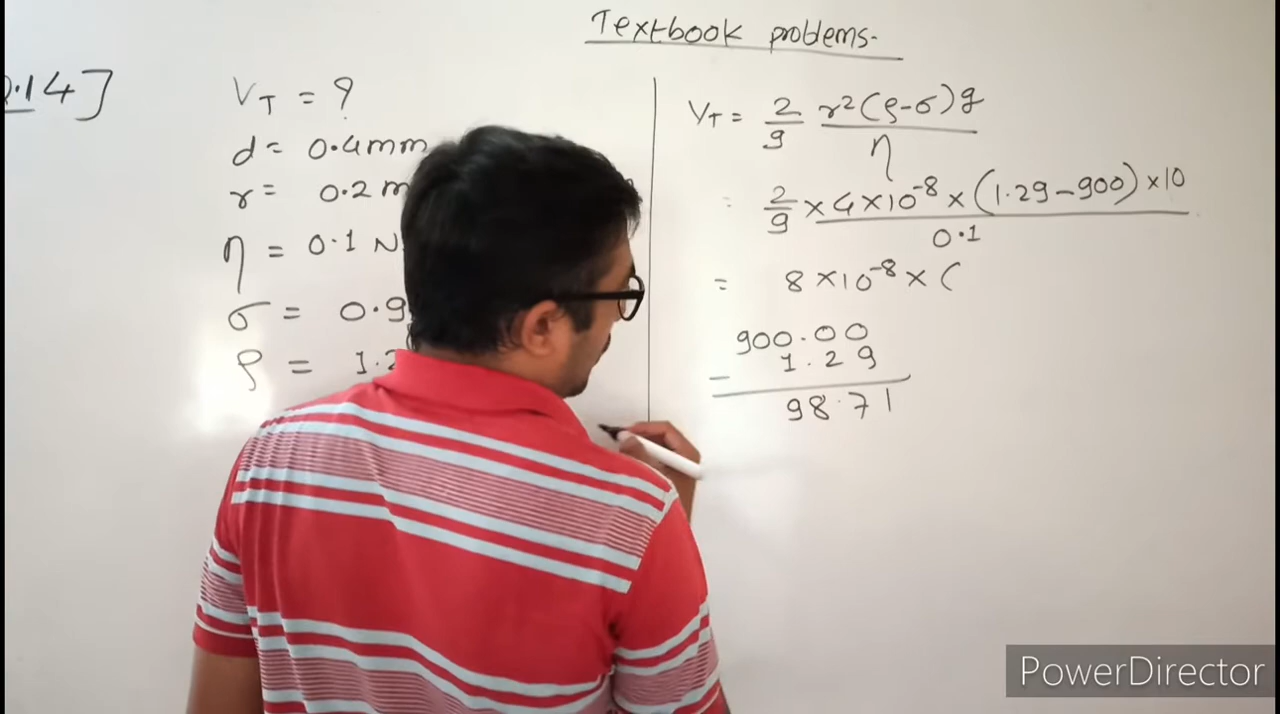 Textbook problems.
.14]
V_T = ?
d = 0.4mm
r = 0.2 m
η = 0.1 N
σ = 0.9
ρ = 1.2
V_T = 2/9 r²(ρ-σ)g / η
= 2/9 × 4×10⁻⁸ × (1.29-900)×10 / 0.1
= 8×10⁻⁸ × (
900.00
- 1.29
98.71
PowerDirector